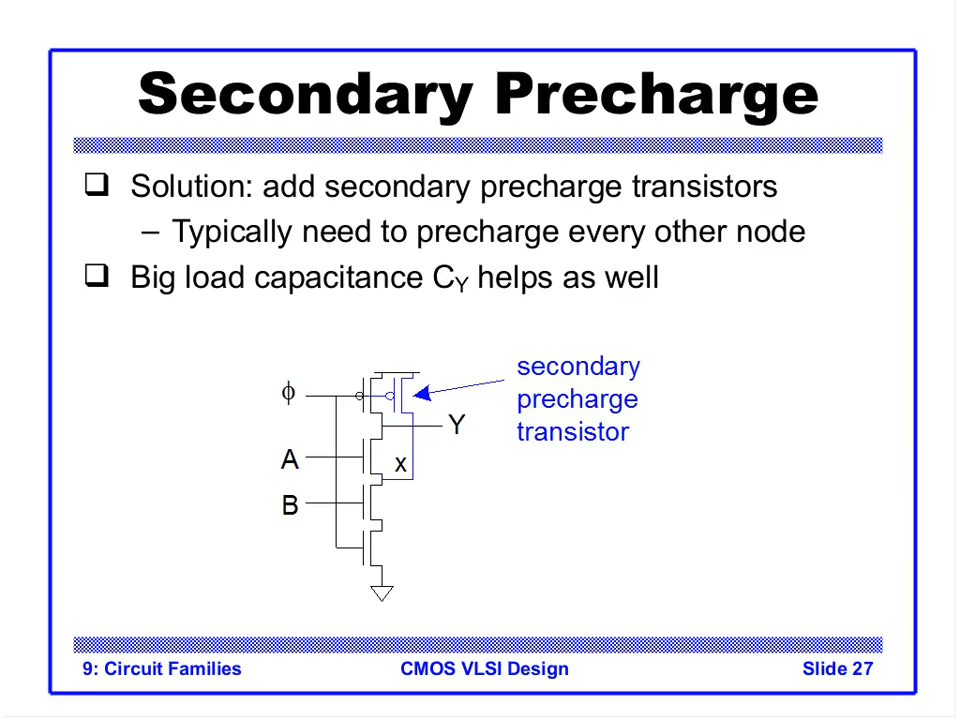 Secondary Precharge
❑ Solution: add secondary precharge transistors
– Typically need to precharge every other node
❑ Big load capacitance CY helps as well
secondary
precharge
transistor
ϕ
Y
A
x
B
9: Circuit Families
CMOS VLSI Design
Slide 27